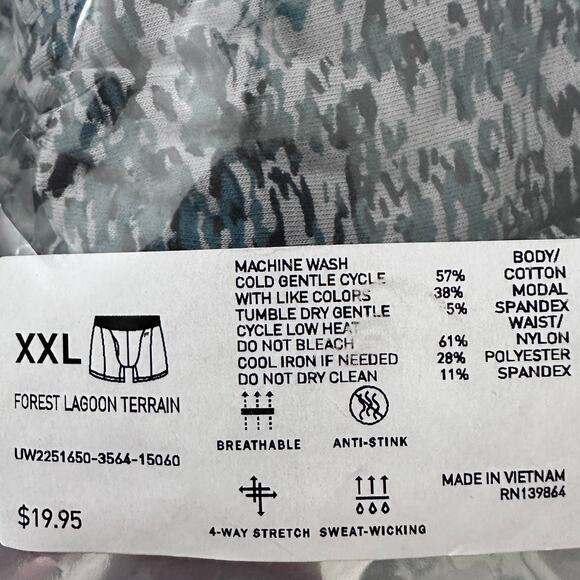 XXL
FOREST LAGOON TERRAIN
UW2251650-3564-15060
$19.95
MACHINE WASH
COLD GENTLE CYCLE
WITH LIKE COLORS
TUMBLE DRY GENTLE
CYCLE LOW HEAT
DO NOT BLEACH
COOL IRON IF NEEDED
DO NOT DRY CLEAN
BODY/
57% COTTON
38% MODAL
5% SPANDEX
WAIST/
61% NYLON
28% POLYESTER
11% SPANDEX
BREATHABLE
ANTI-STINK
4-WAY STRETCH
SWEAT-WICKING
MADE IN VIETNAM
RN139864